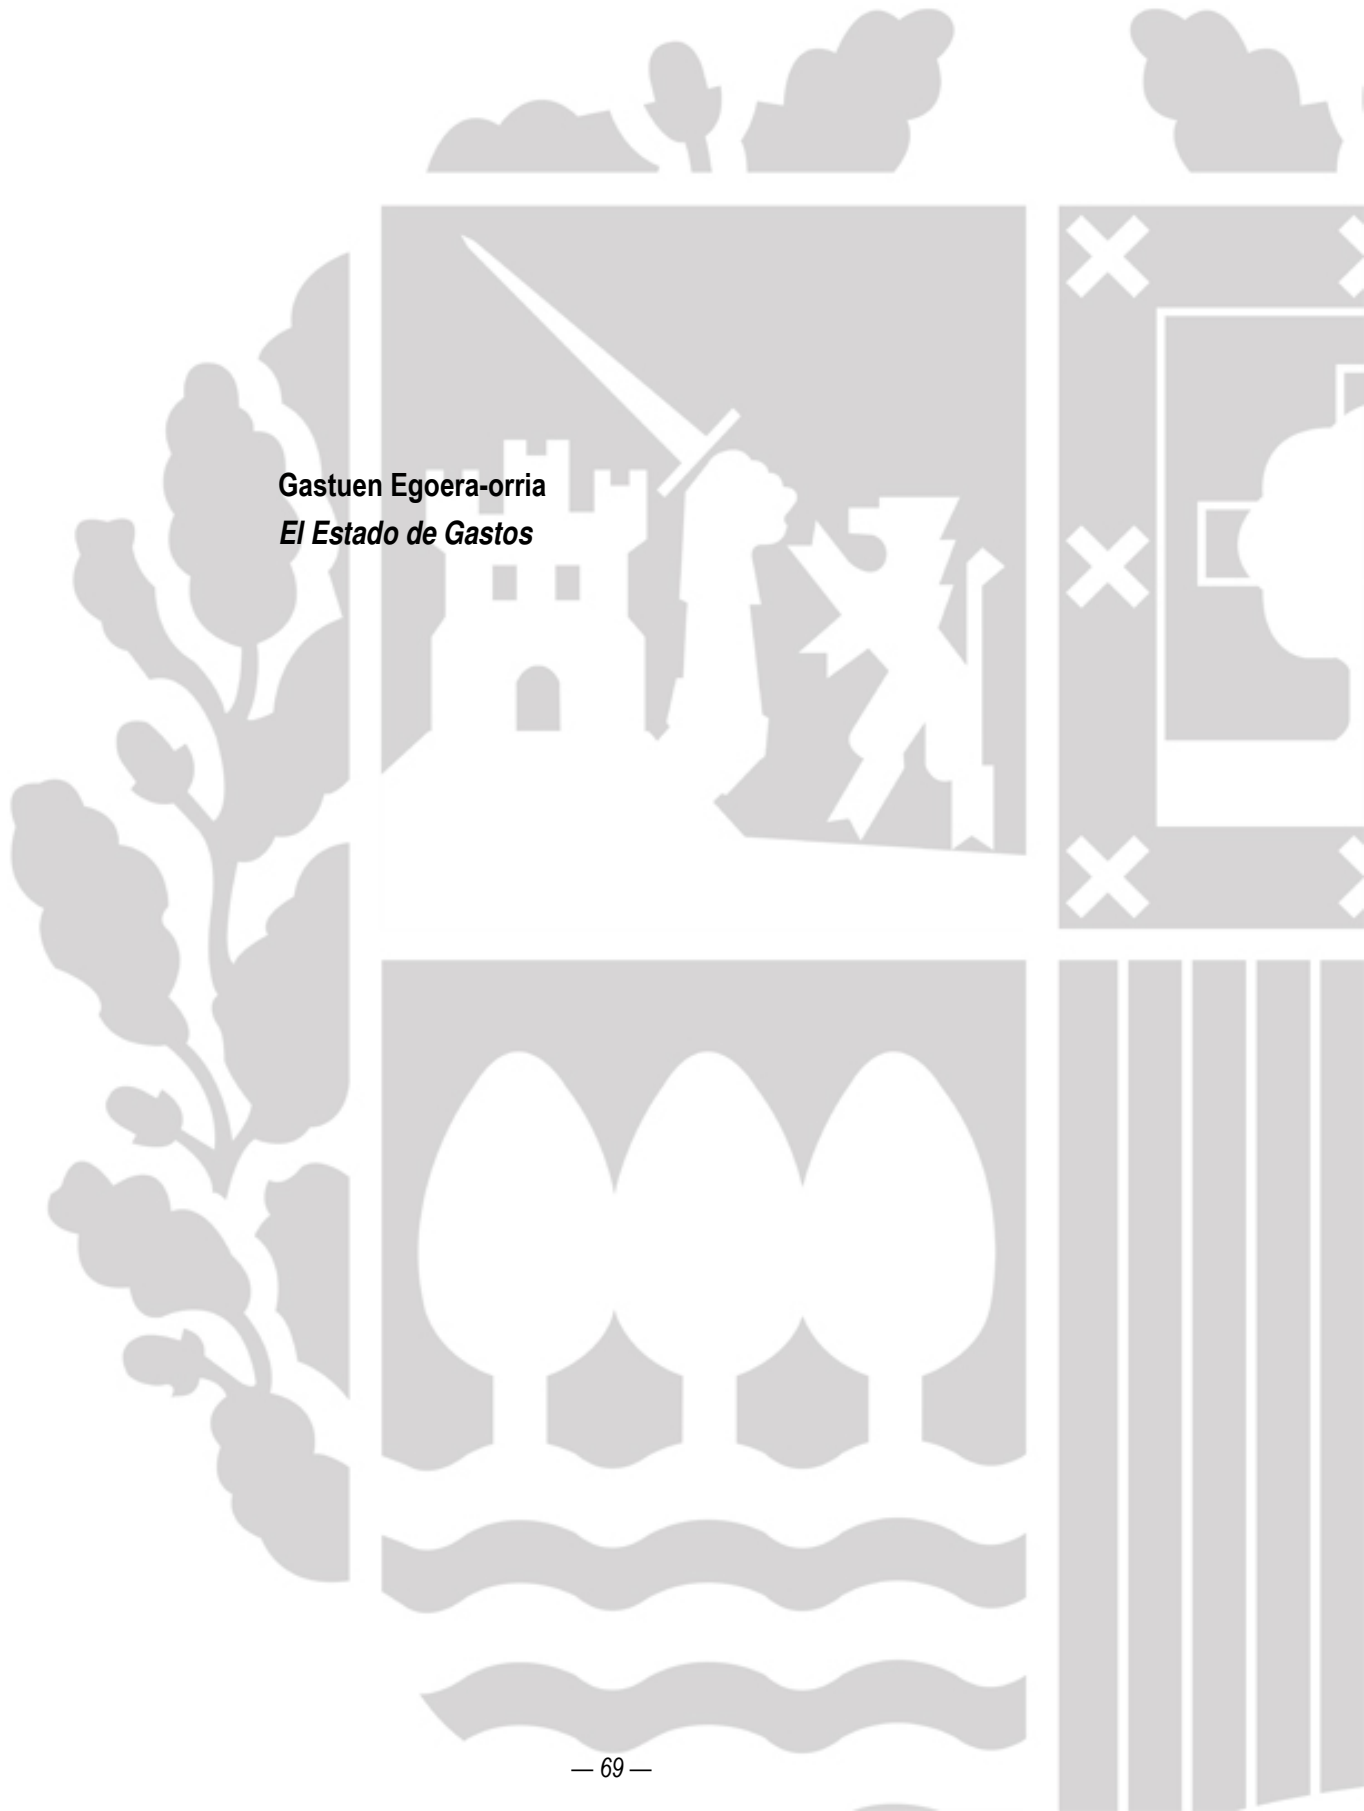 Gastuen Egoera-orria
El Estado de Gastos
— 69 —